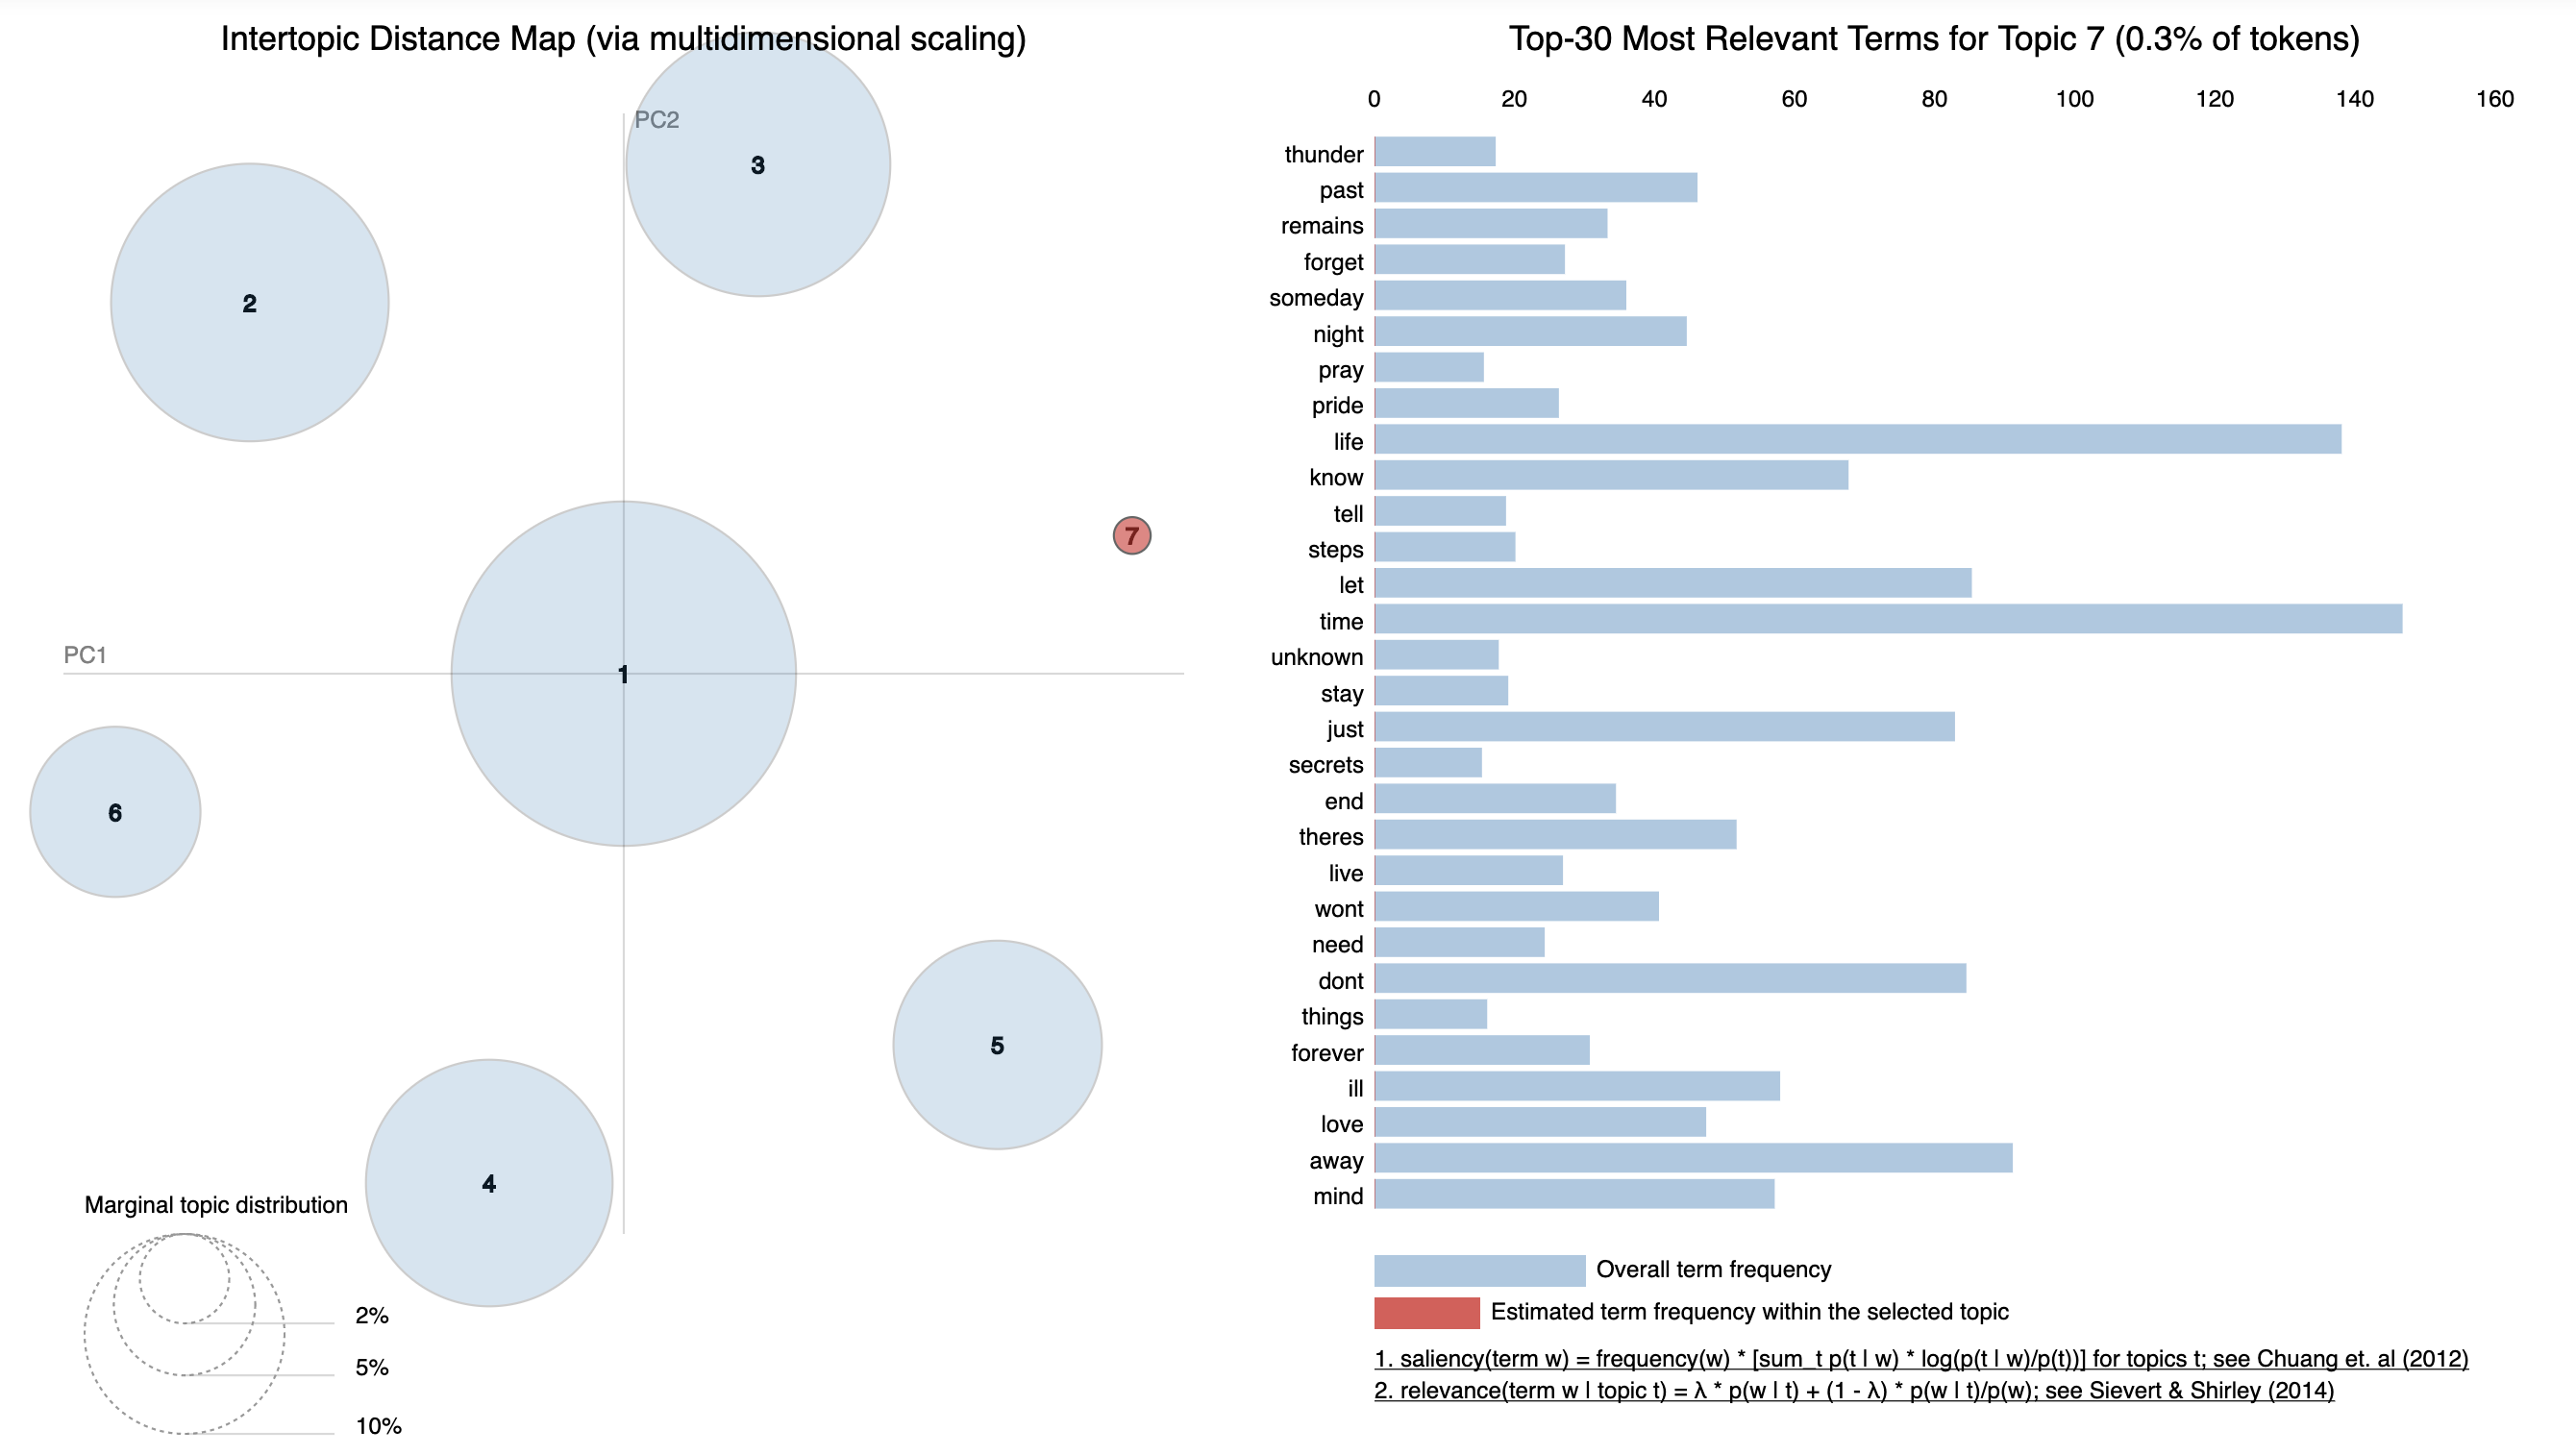 Intertopic Distance Map (via multidimensional scaling)
PC2
3
2
7
PC1
1
6
5
4
Marginal topic distribution
2%
5%
10%
Top-30 Most Relevant Terms for Topic 7 (0.3% of tokens)
0 20 40 60 80 100 120 140 160
thunder
past
remains
forget
someday
night
pray
pride
life
know
tell
steps
let
time
unknown
stay
just
secrets
end
theres
live
wont
need
dont
things
forever
ill
love
away
mind
Overall term frequency
Estimated term frequency within the selected topic
1. saliency(term w) = frequency(w) * [sum_t p(t | w) * log(p(t | w)/p(t))] for topics t; see Chuang et. al (2012)
2. relevance(term w | topic t) = λ * p(w | t) + (1 - λ) * p(w | t)/p(w); see Sievert & Shirley (2014)